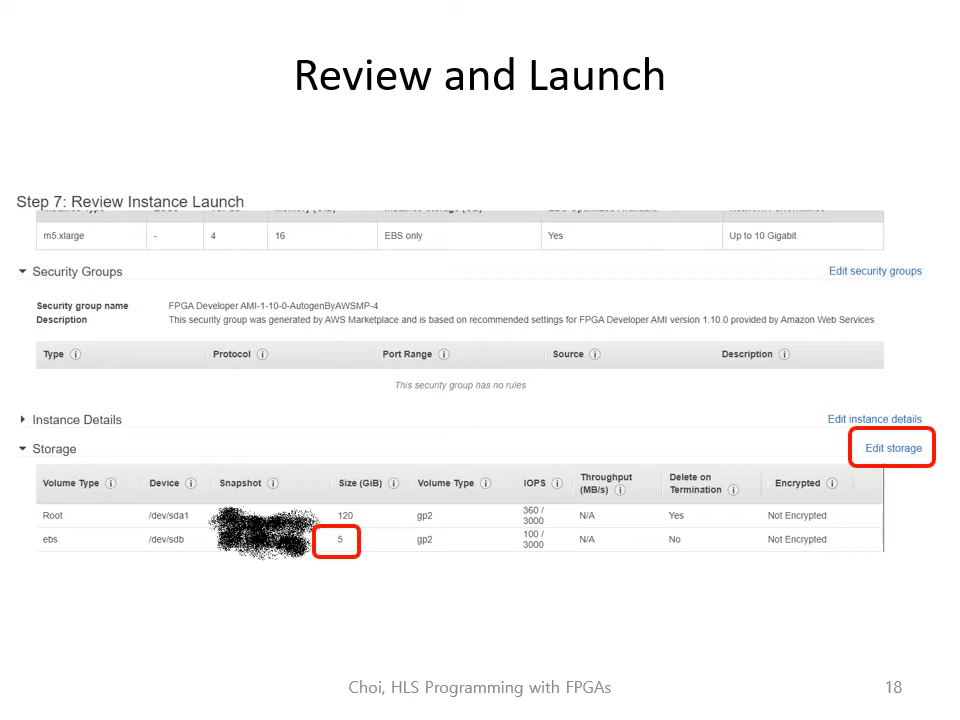 Review and Launch
Step 7: Review Instance Launch
m5.xlarge - 4 16 EBS only Yes Up to 10 Gigabit
Security Groups Edit security groups
Security group name FPGA Developer AMI-1-10-0-AutogenByAWSMP-4
Description This security group was generated by AWS Marketplace and is based on recommended settings for FPGA Developer AMI version 1.10.0 provided by Amazon Web Services
Type Protocol Port Range Source Description
This security group has no rules
Instance Details Edit instance details
Storage Edit storage
Volume Type Device Snapshot Size (GiB) Volume Type IOPS Throughput (MB/s) Delete on Termination Encrypted
Root /dev/sda1 120 gp2 360 / 3000 N/A Yes Not Encrypted
ebs /dev/sdb 5 gp2 100 / 3000 N/A No Not Encrypted
Choi, HLS Programming with FPGAs 18